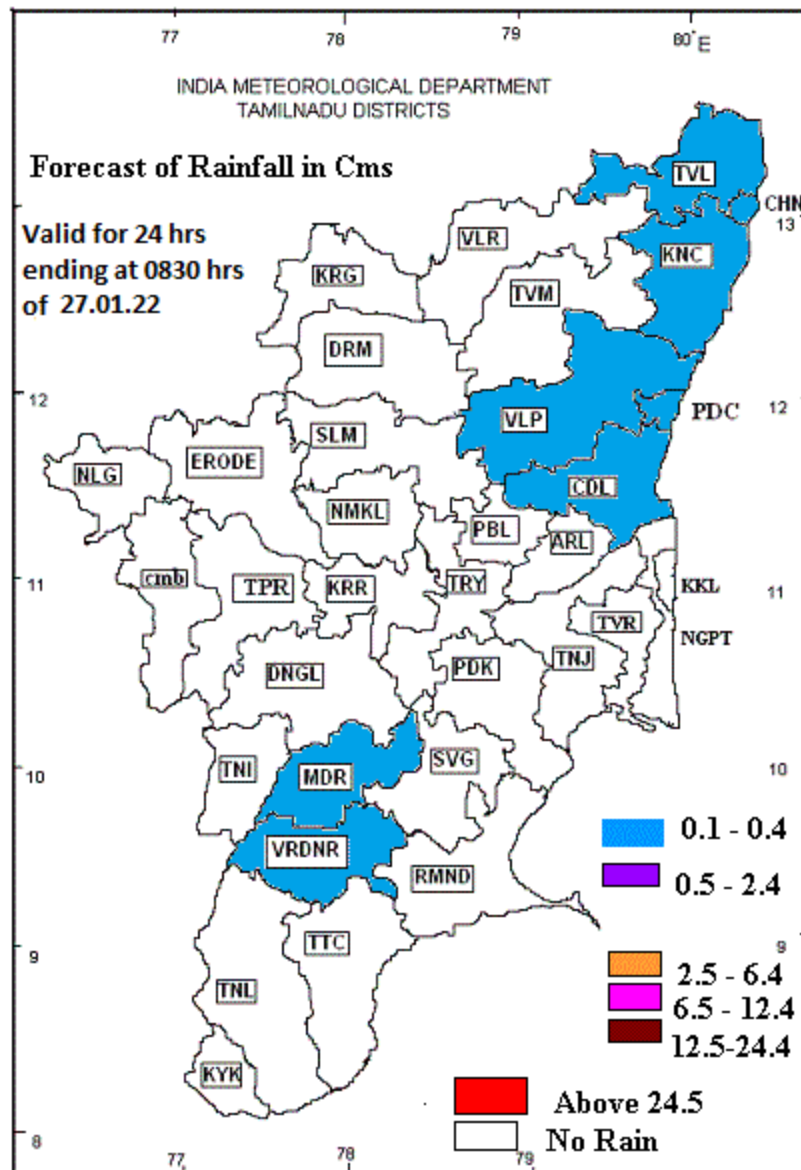 77 78 79 80°E
INDIA METEOROLOGICAL DEPARTMENT
TAMILNADU DISTRICTS
Forecast of Rainfall in Cms
TVL
CHN
13
Valid for 24 hrs
ending at 0830 hrs
of 27.01.22
VLR
KNC
KRG
TVM
DRM
12
12
PDC
VLP
SLM
ERODE
NLG
CDL
NMKL
PBL
ARL
11
cmb
TPR
KRR
TRY
KKL
11
TVR
NGPT
DNGL
PDK
TNJ
10
TNI
MDR
SVG
10
0.1 - 0.4
VRDNR
RMND
0.5 - 2.4
9
TTC
9
2.5 - 6.4
TNL
6.5 - 12.4
12.5-24.4
KYK
Above 24.5
No Rain
8
77 78 79